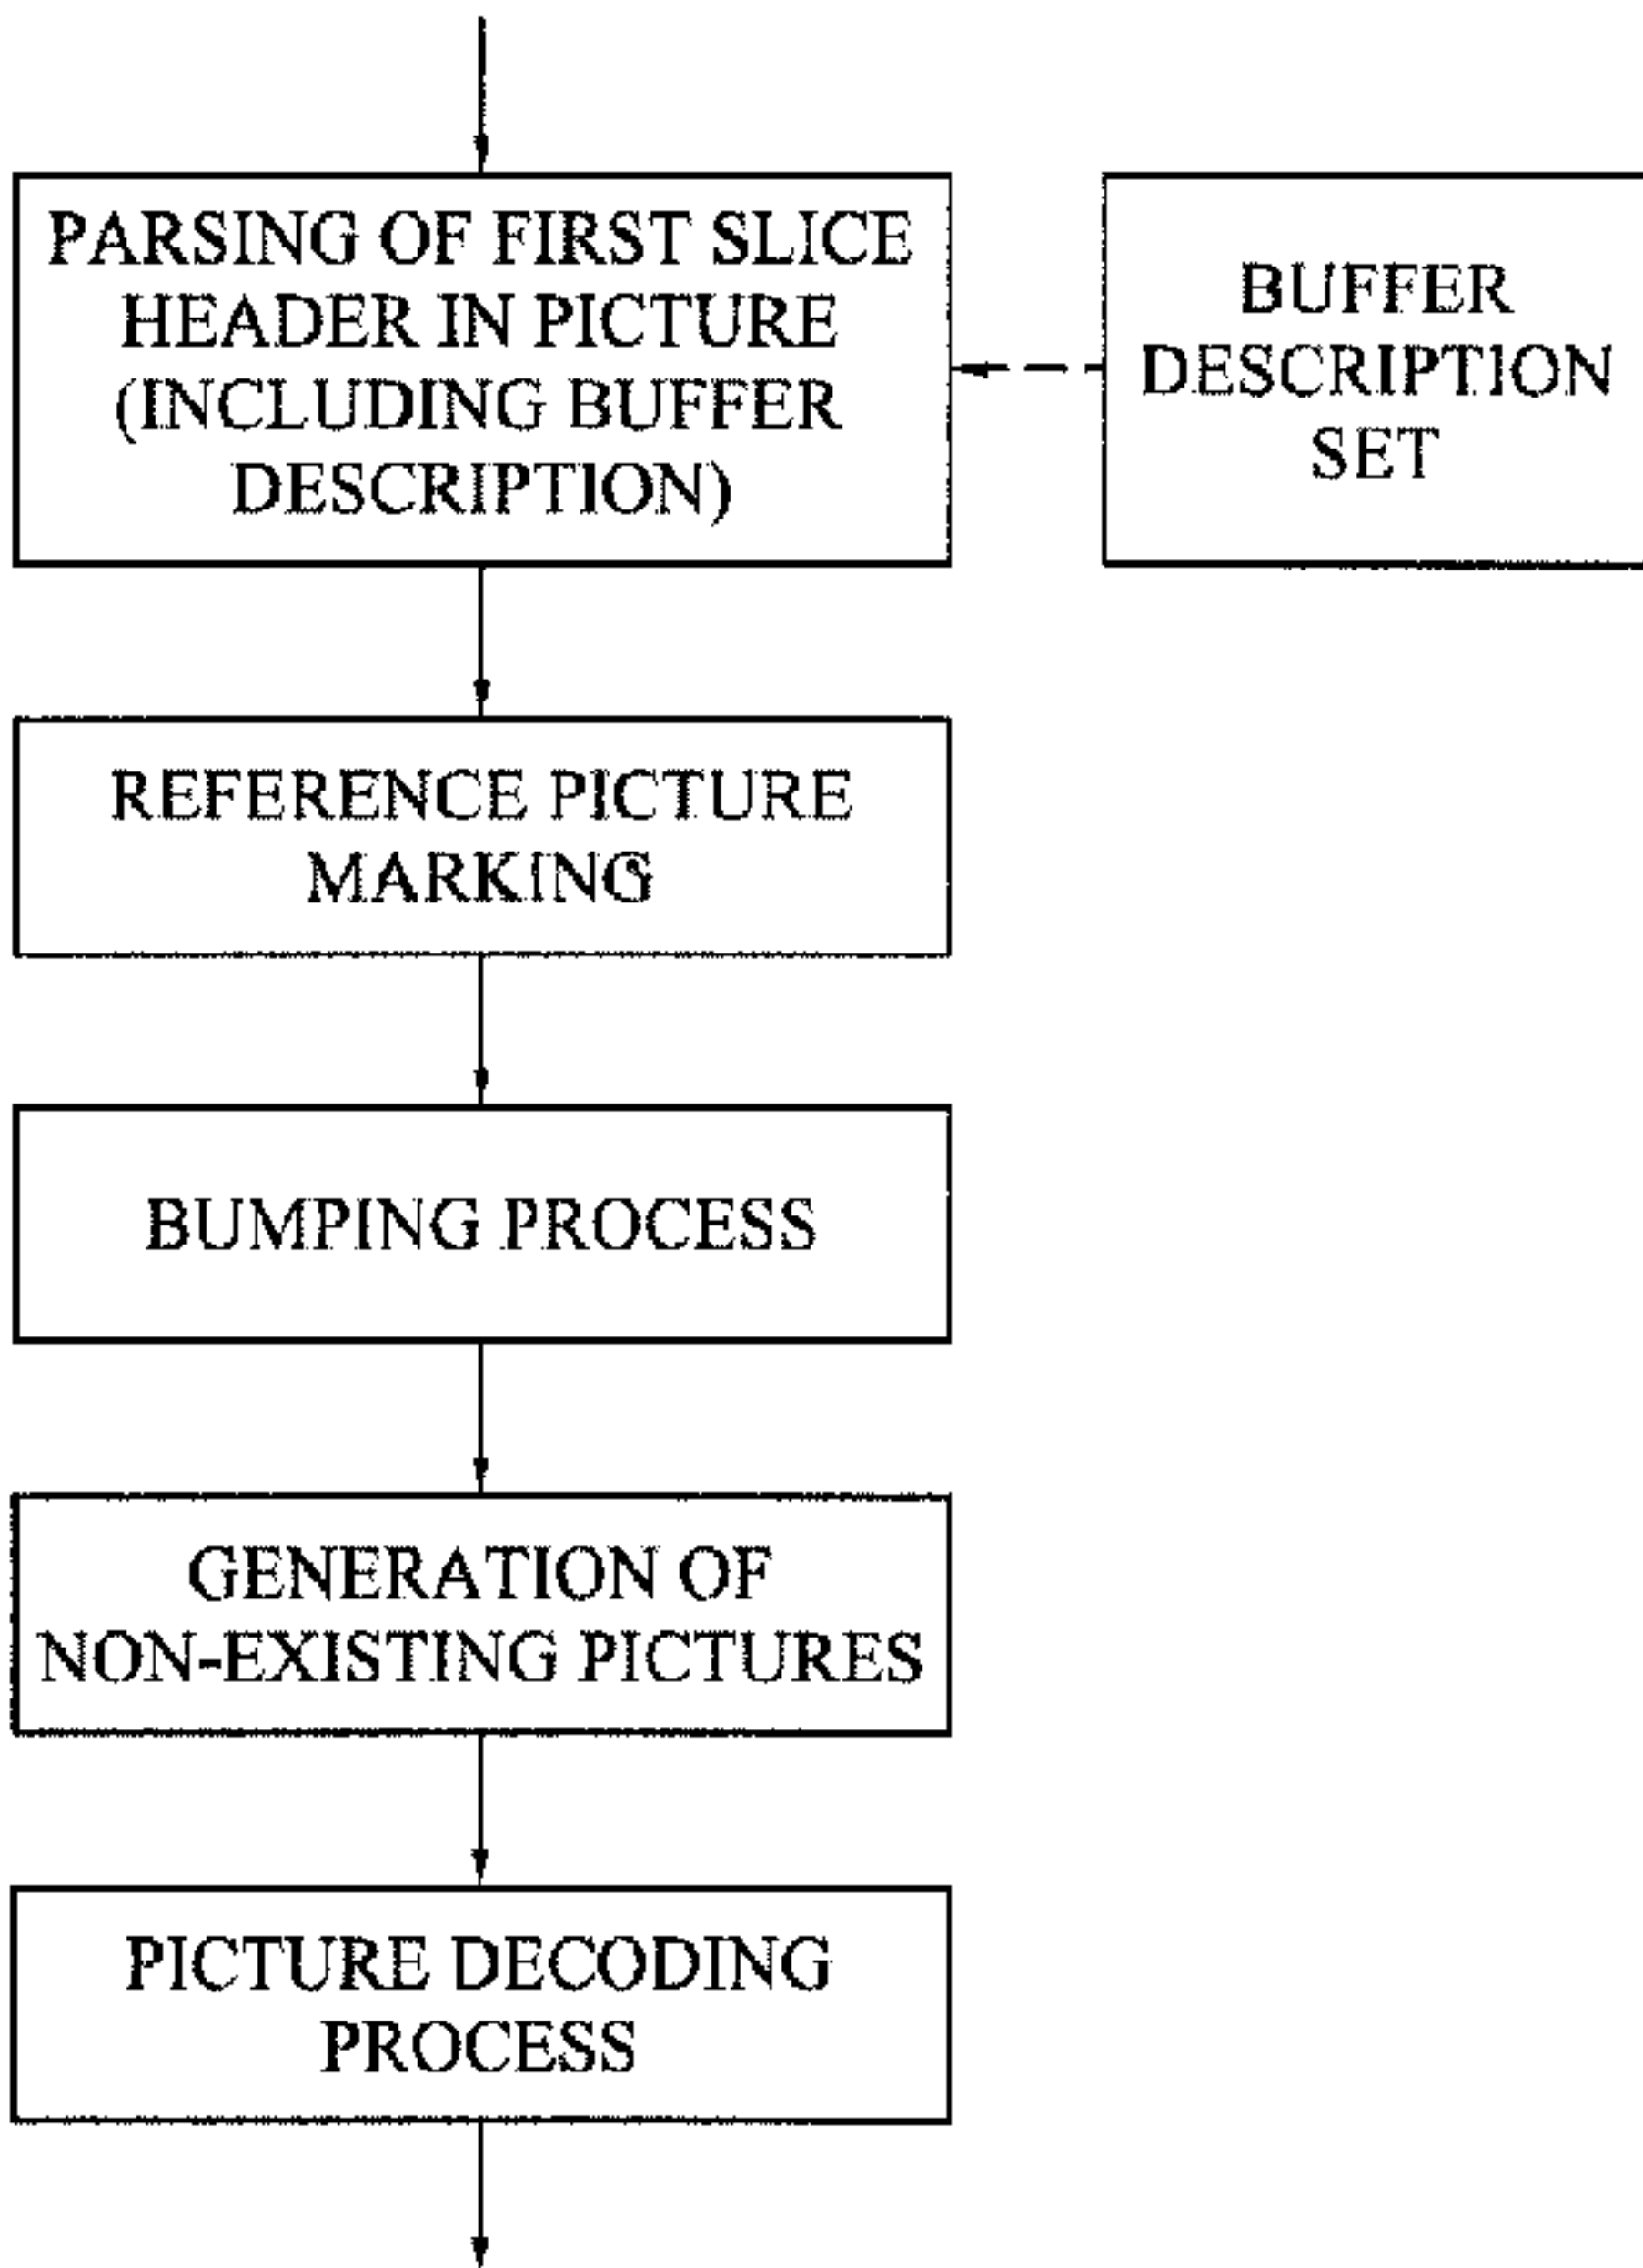 PARSING OF FIRST SLICE
HEADER IN PICTURE
(INCLUDING BUFFER
DESCRIPTION)
BUFFER
DESCRIPTION
SET
REFERENCE PICTURE
MARKING
BUMPING PROCESS
GENERATION OF
NON-EXISTING PICTURES
PICTURE DECODING
PROCESS